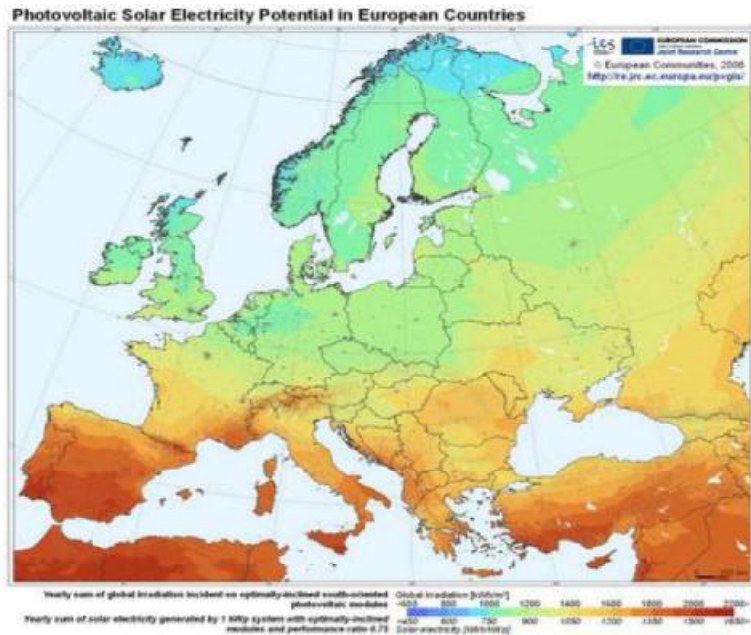 Photovoltaic Solar Electricity Potential in European Countries
EUROPEAN COMMISSION
Joint Research Centre
© European Communities, 2006
http://re.jrc.ec.europa.eu/pvgis/
Yearly sum of global irradiation incident on optimally-inclined south-oriented
photovoltaic modules
Global irradiation [kWh/m²]
800 1000 1200 1400 1600 1800 2000 2200>
Yearly sum of solar electricity generated by 1 kWp system with optimally-inclined
modules and performance ratio 0.75
600 750 900 1050 1200 1350 1500
Solar electricity [kWh/kWp]